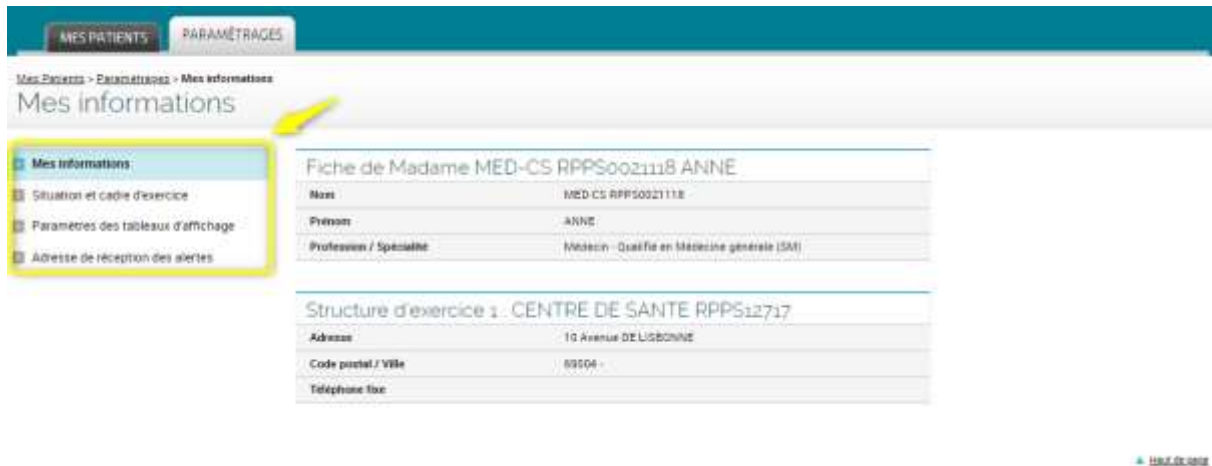 MES PATIENTS
PARAMÉTRAGES
Mes Patients > Paramétrages > Mes informations
Mes informations
Mes informations
Situation et cadre d'exercice
Paramètres des tableaux d'affichage
Adresse de réception des alertes
Fiche de Madame MED-CS RPPS0021118 ANNE
Nom MED-CS RPPS0021118
Prénom ANNE
Profession / Spécialité Médecin - Qualifié en Médecine générale (SM)
Structure d'exercice 1 : CENTRE DE SANTE RPPS12717
Adresse 10 Avenue DE LISBONNE
Code postal / Ville 69504 -
Téléphone fixe
Haut de page